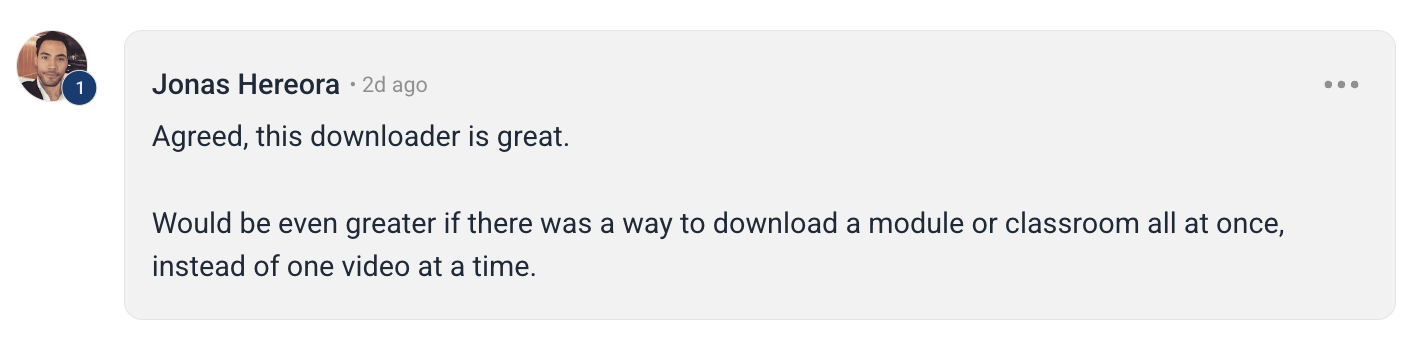 Jonas Hereora • 2d ago
1
Agreed, this downloader is great.
Would be even greater if there was a way to download a module or classroom all at once,
instead of one video at a time.